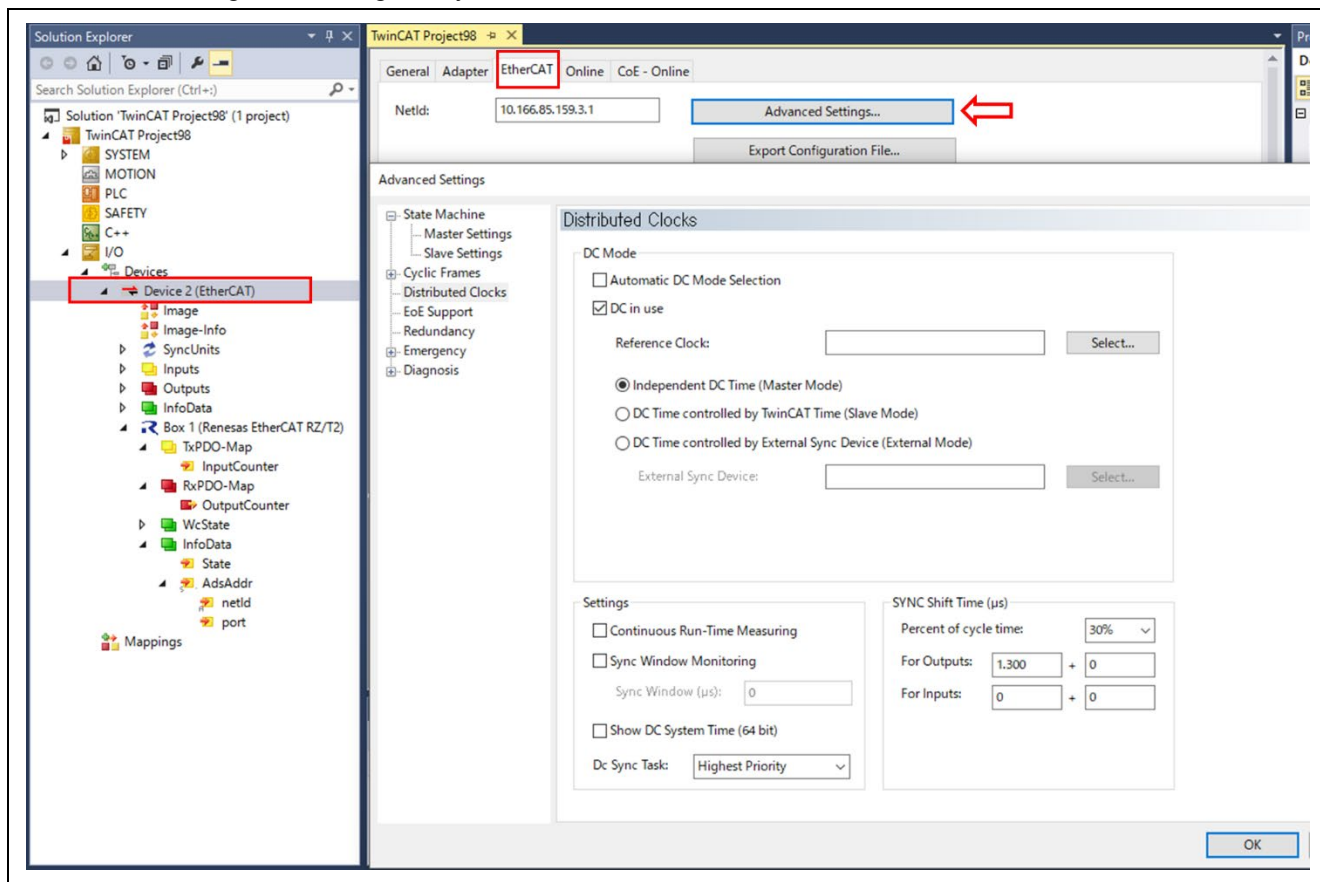 Solution Explorer
Search Solution Explorer (Ctrl+:)
Solution 'TwinCAT Project98' (1 project)
TwinCAT Project98
SYSTEM
MOTION
PLC
SAFETY
C++
I/O
Devices
Device 2 (EtherCAT)
Image
Image-Info
SyncUnits
Inputs
Outputs
InfoData
Box 1 (Renesas EtherCAT RZ/T2)
TxPDO-Map
InputCounter
RxPDO-Map
OutputCounter
WcState
InfoData
State
AdsAddr
netId
port
Mappings
TwinCAT Project98
General Adapter EtherCAT Online CoE - Online
NetId: 10.166.85.159.3.1 Advanced Settings...
Export Configuration File...
Advanced Settings
State Machine
Master Settings
Slave Settings
Cyclic Frames
Distributed Clocks
EoE Support
Redundancy
Emergency
Diagnosis
Distributed Clocks
DC Mode
Automatic DC Mode Selection
DC in use
Reference Clock: Select...
Independent DC Time (Master Mode)
DC Time controlled by TwinCAT Time (Slave Mode)
DC Time controlled by External Sync Device (External Mode)
External Sync Device: Select...
Settings
Continuous Run-Time Measuring
Sync Window Monitoring
Sync Window (µs): 0
Show DC System Time (64 bit)
Dc Sync Task: Highest Priority
SYNC Shift Time (µs)
Percent of cycle time: 30%
For Outputs: 1.300 + 0
For Inputs: 0 + 0
OK